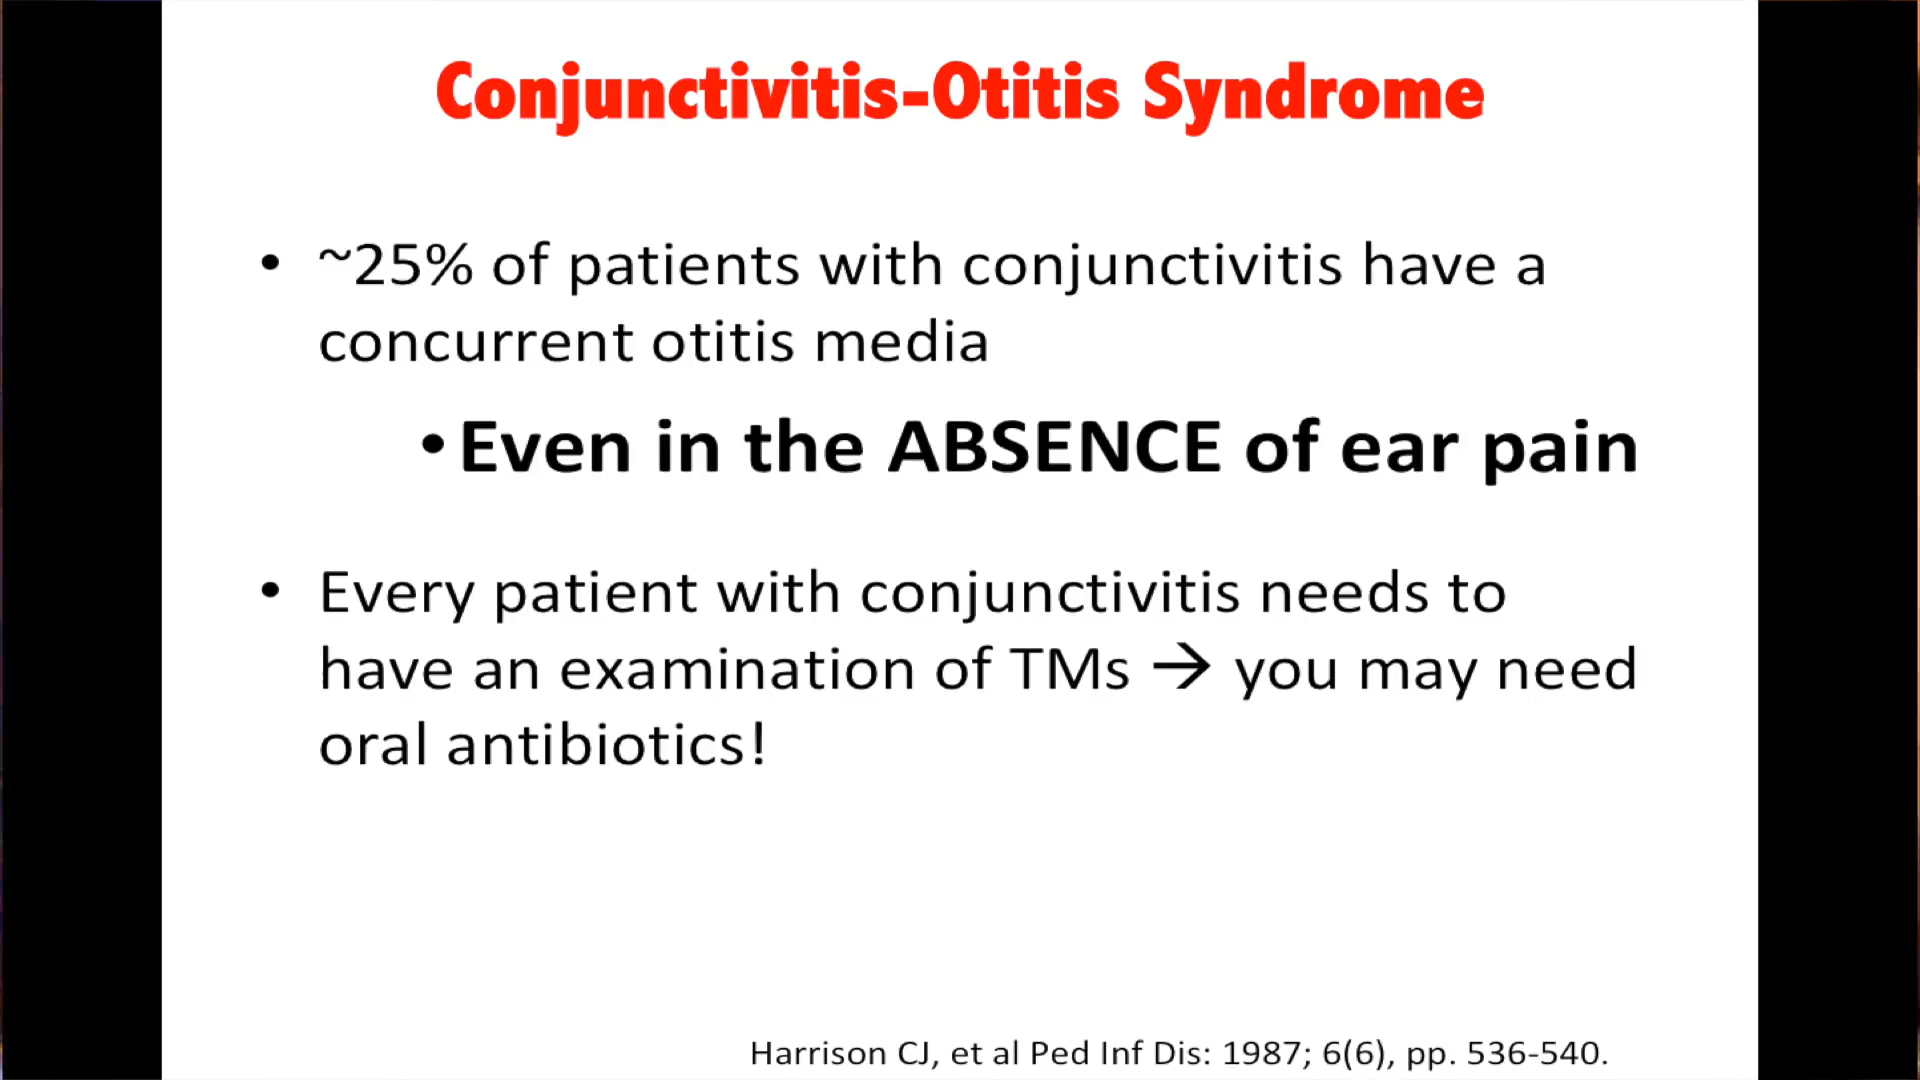 Conjunctivitis-Otitis Syndrome
• ~25% of patients with conjunctivitis have a
concurrent otitis media
• Even in the ABSENCE of ear pain
• Every patient with conjunctivitis needs to
have an examination of TMs → you may need
oral antibiotics!
Harrison CJ, et al Ped Inf Dis: 1987; 6(6), pp. 536-540.